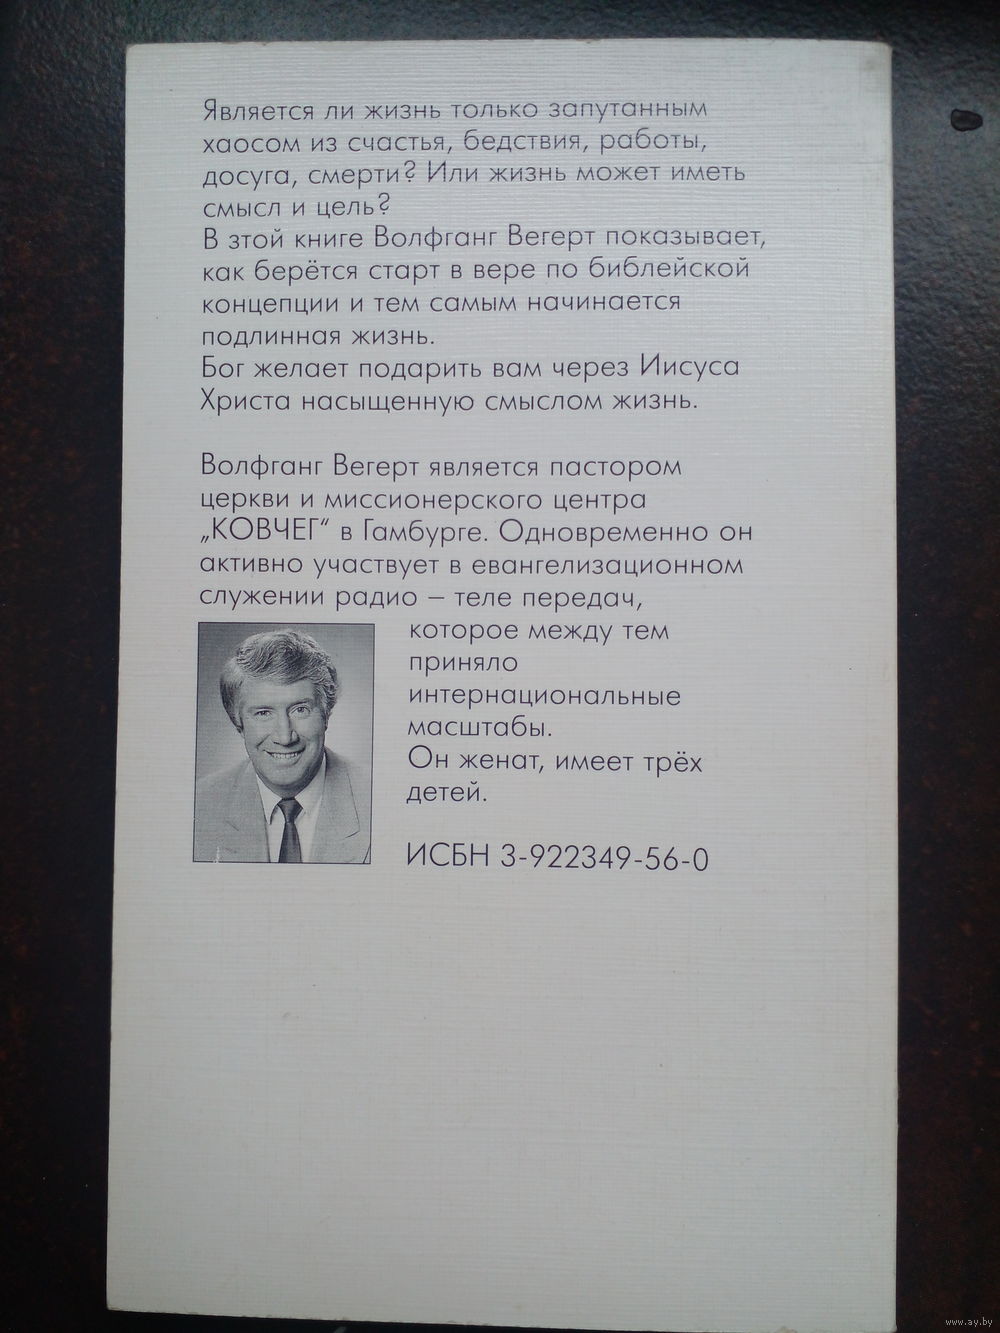 Является ли жизнь только запутанным
хаосом из счастья, бедствия, работы,
досуга, смерти? Или жизнь может иметь
смысл и цель?
В зтой книге Волфганг Вегерт показывает,
как берётся старт в вере по библейской
концепции и тем самым начинается
подлинная жизнь.
Бог желает подарить вам через Иисуса
Христа насыщенную смыслом жизнь.
Волфганг Вегерт является пастором
церкви и миссионерского центра
„КОВЧЕГ“ в Гамбурге. Одновременно он
активно участвует в евангелизационном
служении радио – теле передач,
которое между тем
приняло
интернациональные
масштабы.
Он женат, имеет трёх
детей.
ИСБН 3-922349-56-0
www.ay.by